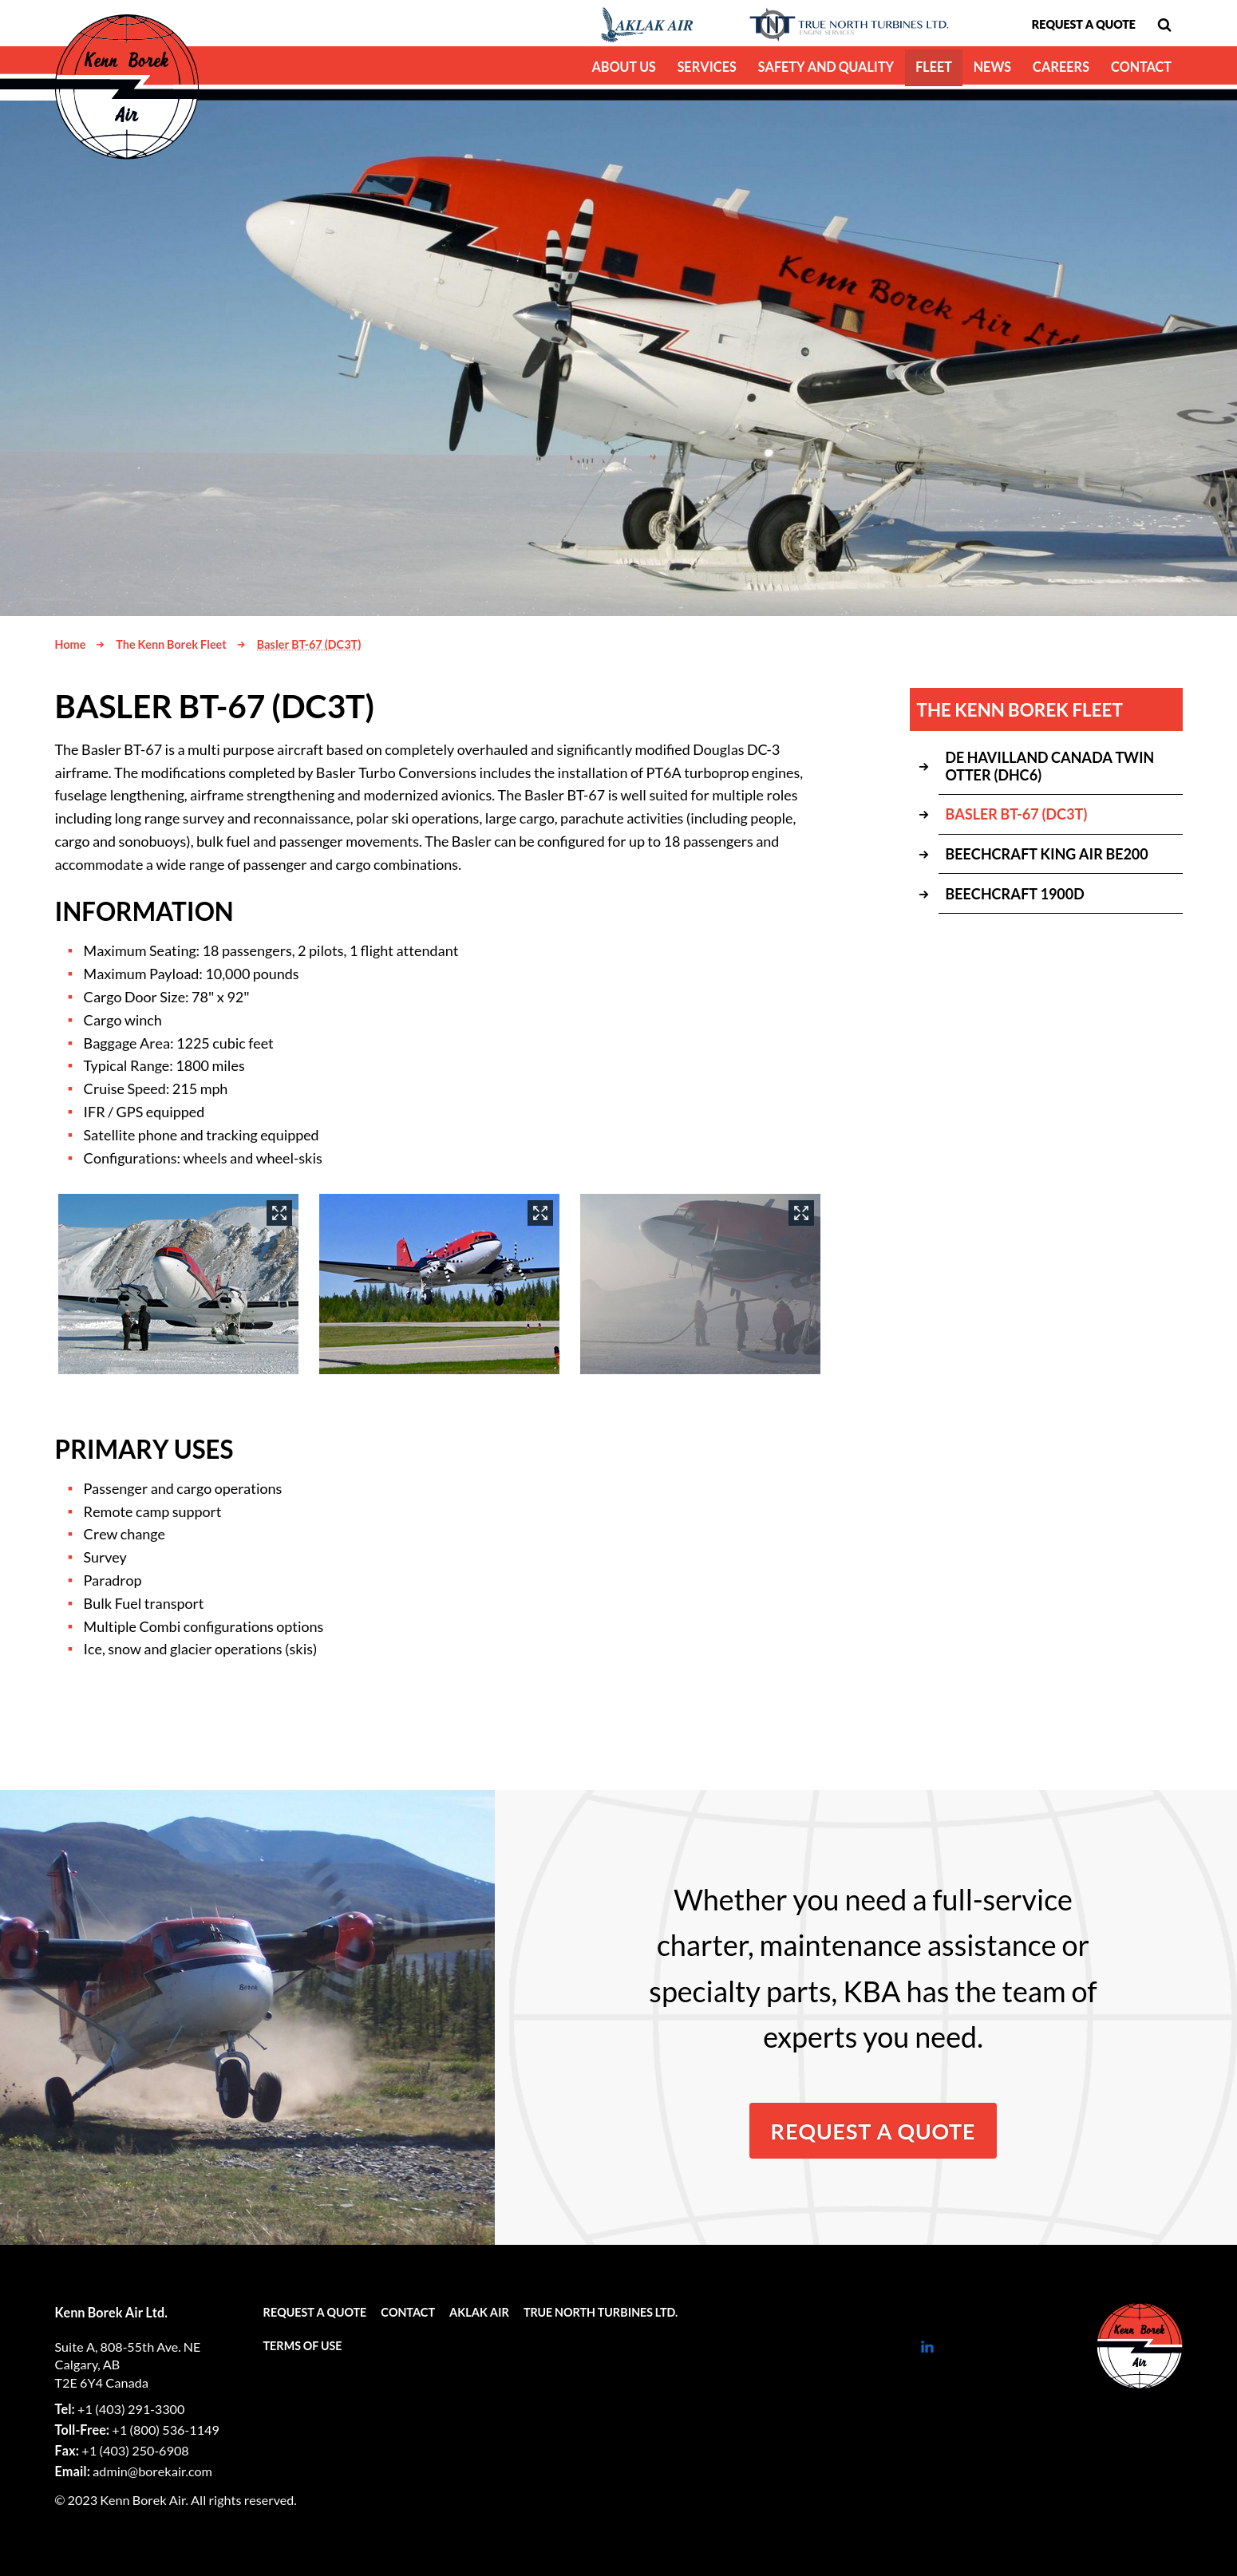 AKLAK AIR
TNT TRUE NORTH TURBINES LTD.
ENGINE SERVICES
REQUEST A QUOTE
Kenn Borek
Air
ABOUT US
SERVICES
SAFETY AND QUALITY
FLEET
NEWS
CAREERS
CONTACT
Kenn Borek Air Ltd
C
Home
The Kenn Borek Fleet
Basler BT-67 (DC3T)
BASLER BT-67 (DC3T)
The Basler BT-67 is a multi purpose aircraft based on completely overhauled and significantly modified Douglas DC-3
airframe. The modifications completed by Basler Turbo Conversions includes the installation of PT6A turboprop engines,
fuselage lengthening, airframe strengthening and modernized avionics. The Basler BT-67 is well suited for multiple roles
including long range survey and reconnaissance, polar ski operations, large cargo, parachute activities (including people,
cargo and sonobuoys), bulk fuel and passenger movements. The Basler can be configured for up to 18 passengers and
accommodate a wide range of passenger and cargo combinations.
INFORMATION
Maximum Seating: 18 passengers, 2 pilots, 1 flight attendant
Maximum Payload: 10,000 pounds
Cargo Door Size: 78" x 92"
Cargo winch
Baggage Area: 1225 cubic feet
Typical Range: 1800 miles
Cruise Speed: 215 mph
IFR / GPS equipped
Satellite phone and tracking equipped
Configurations: wheels and wheel-skis
PRIMARY USES
Passenger and cargo operations
Remote camp support
Crew change
Survey
Paradrop
Bulk Fuel transport
Multiple Combi configurations options
Ice, snow and glacier operations (skis)
THE KENN BOREK FLEET
DE HAVILLAND CANADA TWIN
OTTER (DHC6)
BASLER BT-67 (DC3T)
BEECHCRAFT KING AIR BE200
BEECHCRAFT 1900D
Borek
Whether you need a full-service
charter, maintenance assistance or
specialty parts, KBA has the team of
experts you need.
REQUEST A QUOTE
Kenn Borek Air Ltd.
Suite A, 808-55th Ave. NE
Calgary, AB
T2E 6Y4 Canada
Tel: +1 (403) 291-3300
Toll-Free: +1 (800) 536-1149
Fax: +1 (403) 250-6908
Email: admin@borekair.com
© 2023 Kenn Borek Air. All rights reserved.
REQUEST A QUOTE
CONTACT
AKLAK AIR
TRUE NORTH TURBINES LTD.
TERMS OF USE
in
Kenn Borek
Air